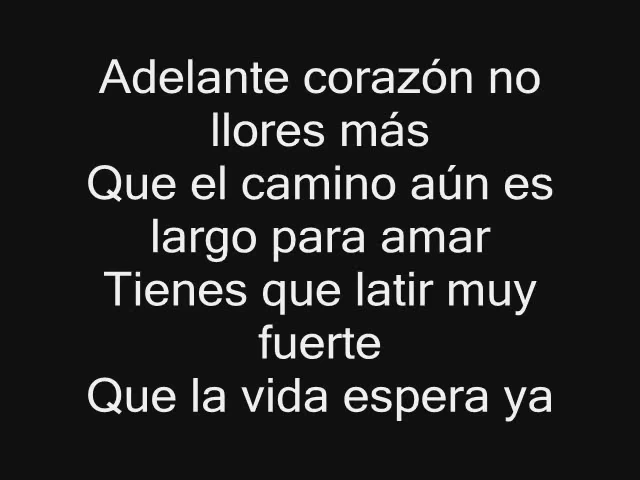 Adelante corazón no
llores más
Que el camino aún es
largo para amar
Tienes que latir muy
fuerte
Que la vida espera ya